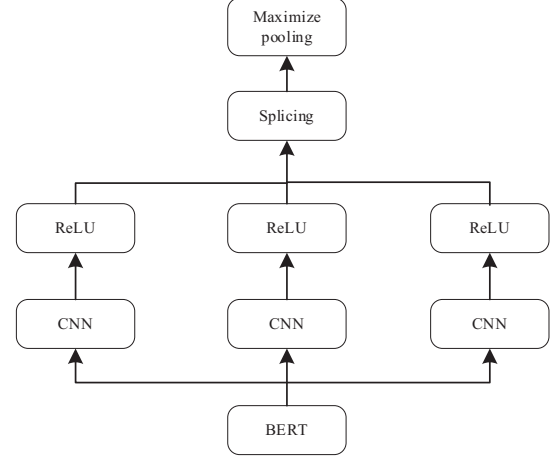 Maximize
pooling
Splicing
ReLU
ReLU
ReLU
CNN
CNN
CNN
BERT